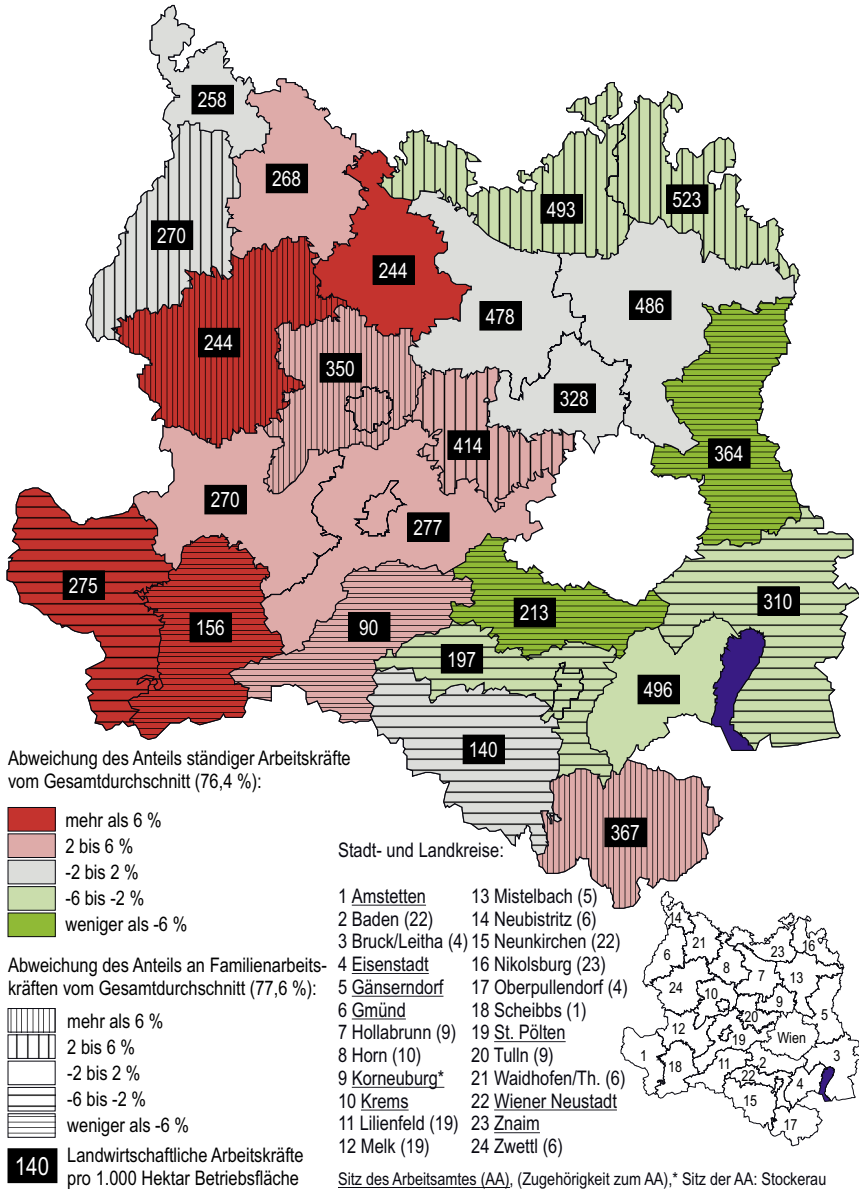 258
268
270
493
523
244
478
486
244
350
328
414
364
270
277
275
156
90
213
310
197
496
140
367
Abweichung des Anteils ständiger Arbeitskräfte
vom Gesamtdurchschnitt (76,4 %):
mehr als 6 %
2 bis 6 %
-2 bis 2 %
-6 bis -2 %
weniger als -6 %
Abweichung des Anteils an Familienarbeits-
kräften vom Gesamtdurchschnitt (77,6 %):
mehr als 6 %
2 bis 6 %
-2 bis 2 %
-6 bis -2 %
weniger als -6 %
140 Landwirtschaftliche Arbeitskräfte
pro 1.000 Hektar Betriebsfläche
Stadt- und Landkreise:
1 Amstetten
2 Baden (22)
3 Bruck/Leitha (4)
4 Eisenstadt
5 Gänserndorf
6 Gmünd
7 Hollabrunn (9)
8 Horn (10)
9 Korneuburg*
10 Krems
11 Lilienfeld (19)
12 Melk (19)
13 Mistelbach (5)
14 Neubistritz (6)
15 Neunkirchen (22)
16 Nikolsburg (23)
17 Oberpullendorf (4)
18 Scheibbs (1)
19 St. Pölten
20 Tulln (9)
21 Waidhofen/Th. (6)
22 Wiener Neustadt
23 Znaim
24 Zwettl (6)
14
21
23
16
6
8
7
13
24
10
9
5
20
12
19
Wien
1
18
11
2
3
22
4
15
17
Sitz des Arbeitsamtes (AA), (Zugehörigkeit zum AA),* Sitz der AA: Stockerau